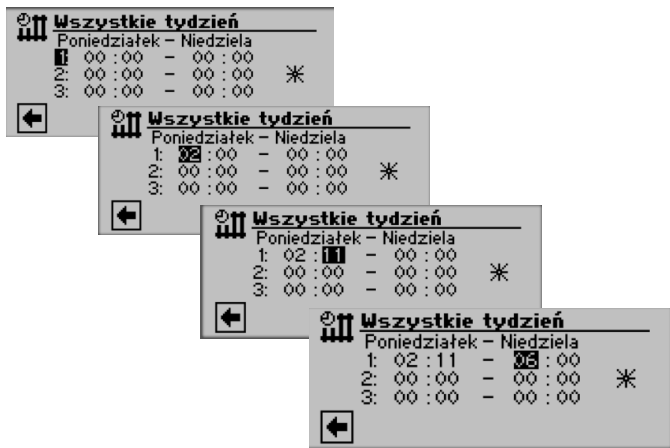 Wszystkie tydzień
Poniedziałek – Niedziela
1: 00 : 00 – 00 : 00
2: 00 : 00 – 00 : 00
3: 00 : 00 – 00 : 00
Wszystkie tydzień
Poniedziałek – Niedziela
1: 02 : 00 – 00 : 00
2: 00 : 00 – 00 : 00
3: 00 : 00 – 00 : 00
Wszystkie tydzień
Poniedziałek – Niedziela
1: 02 : 11 – 00 : 00
2: 00 : 00 – 00 : 00
3: 00 : 00 – 00 : 00
Wszystkie tydzień
Poniedziałek – Niedziela
1: 02 : 11 – 06 : 00
2: 00 : 00 – 00 : 00
3: 00 : 00 – 00 : 00